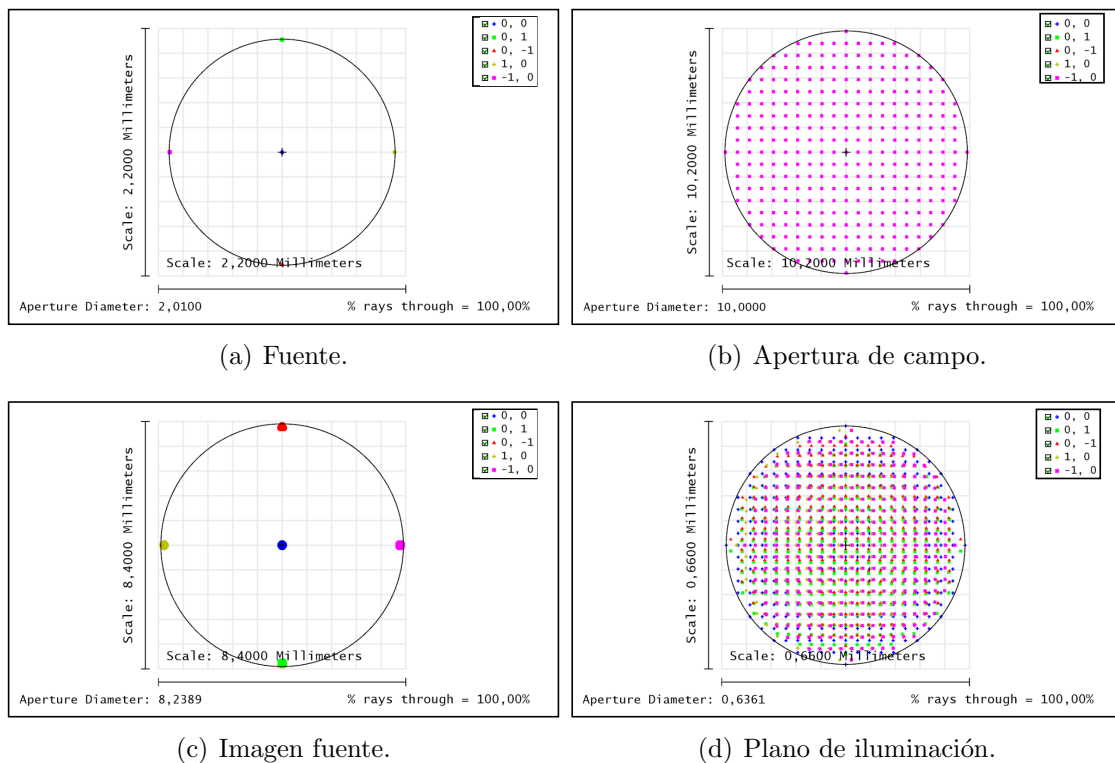 0, 0
0, 1
0, -1
1, 0
-1, 0
Scale: 2,2000 Millimeters
Scale: 2,2000 Millimeters
Aperture Diameter: 2,0100
% rays through = 100,00%
(a) Fuente.
0, 0
0, 1
0, -1
1, 0
-1, 0
Scale: 10,2000 Millimeters
Scale: 10,2000 Millimeters
Aperture Diameter: 10,0000
% rays through = 100,00%
(b) Apertura de campo.
0, 0
0, 1
0, -1
1, 0
-1, 0
Scale: 8,4000 Millimeters
Scale: 8,4000 Millimeters
Aperture Diameter: 8,2389
% rays through = 100,00%
(c) Imagen fuente.
0, 0
0, 1
0, -1
1, 0
-1, 0
Scale: 0,6600 Millimeters
Scale: 0,6600 Millimeters
Aperture Diameter: 0,6361
% rays through = 100,00%
(d) Plano de iluminación.